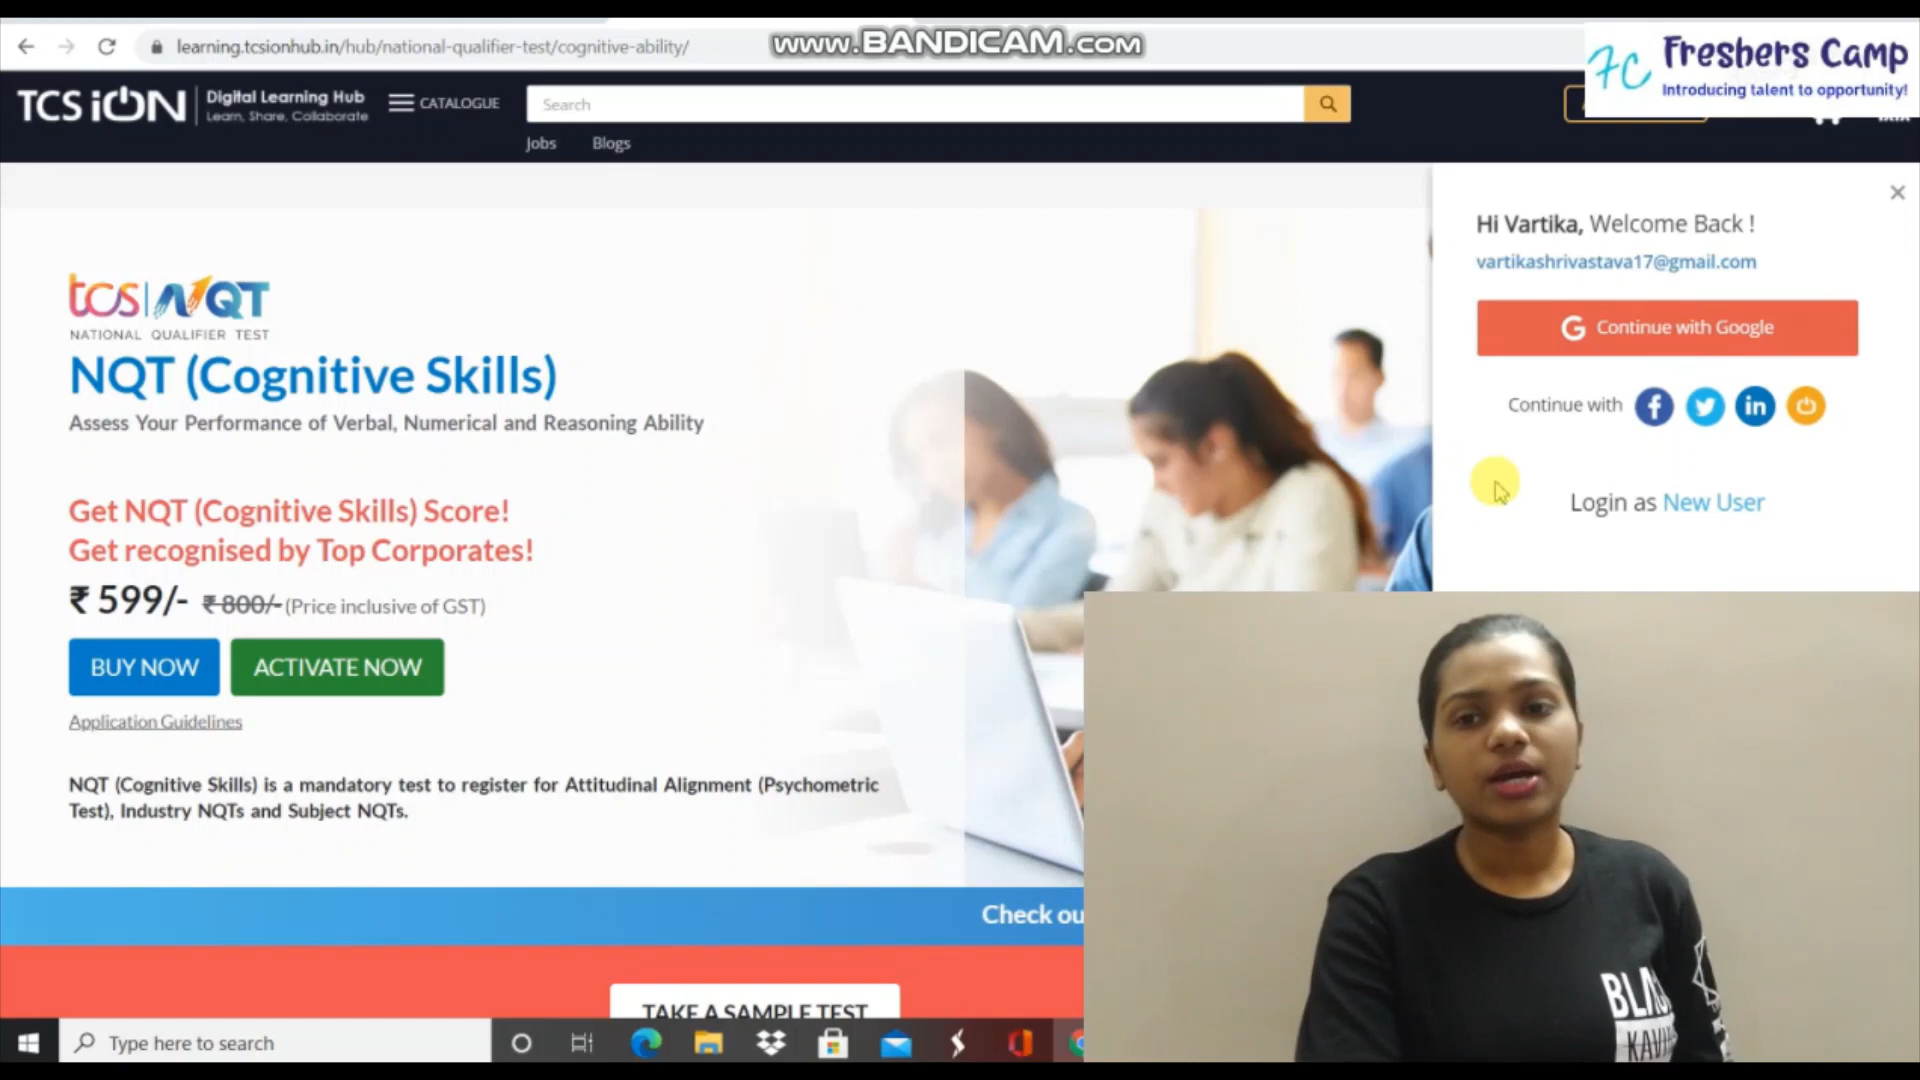 learning.tcsionhub.in/hub/national-qualifier-test/cognitive-ability/
www.BANDICAM.com
FC Freshers Camp
Introducing talent to opportunity!
TCS iON
Digital Learning Hub
Learn, Share, Collaborate
CATALOGUE
Search
Jobs
Blogs
Hi Vartika, Welcome Back !
vartikashrivastava17@gmail.com
G Continue with Google
Continue with
Login as New User
tcs | NQT
NATIONAL QUALIFIER TEST
NQT (Cognitive Skills)
Assess Your Performance of Verbal, Numerical and Reasoning Ability
Get NQT (Cognitive Skills) Score!
Get recognised by Top Corporates!
₹ 599/- ₹ 800/- (Price inclusive of GST)
BUY NOW
ACTIVATE NOW
Application Guidelines
NQT (Cognitive Skills) is a mandatory test to register for Attitudinal Alignment (Psychometric
Test), Industry NQTs and Subject NQTs.
Check ou
TAKE A SAMPLE TEST
Type here to search